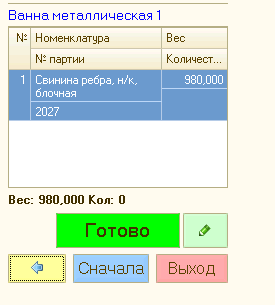 Ванна металлическая 1
№ Номенклатура Вес
№ партии Количест...
1 Свинина ребра, н/к, 980,000
блочная
2027
Вес: 980,000 Кол: 0
Готово
Сначала Выход